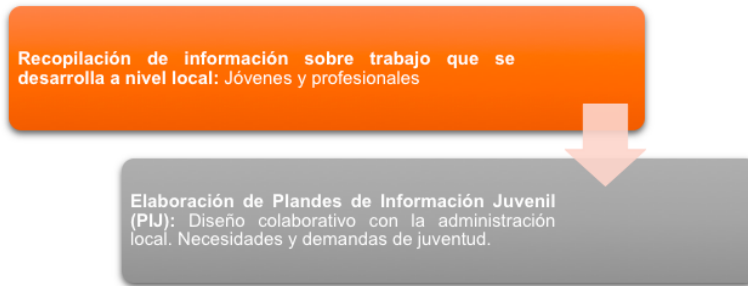 Recopilación de información sobre trabajo que se
desarrolla a nivel local: Jóvenes y profesionales
Elaboración de Plandes de Información Juvenil
(PIJ): Diseño colaborativo con la administración
local. Necesidades y demandas de juventud.